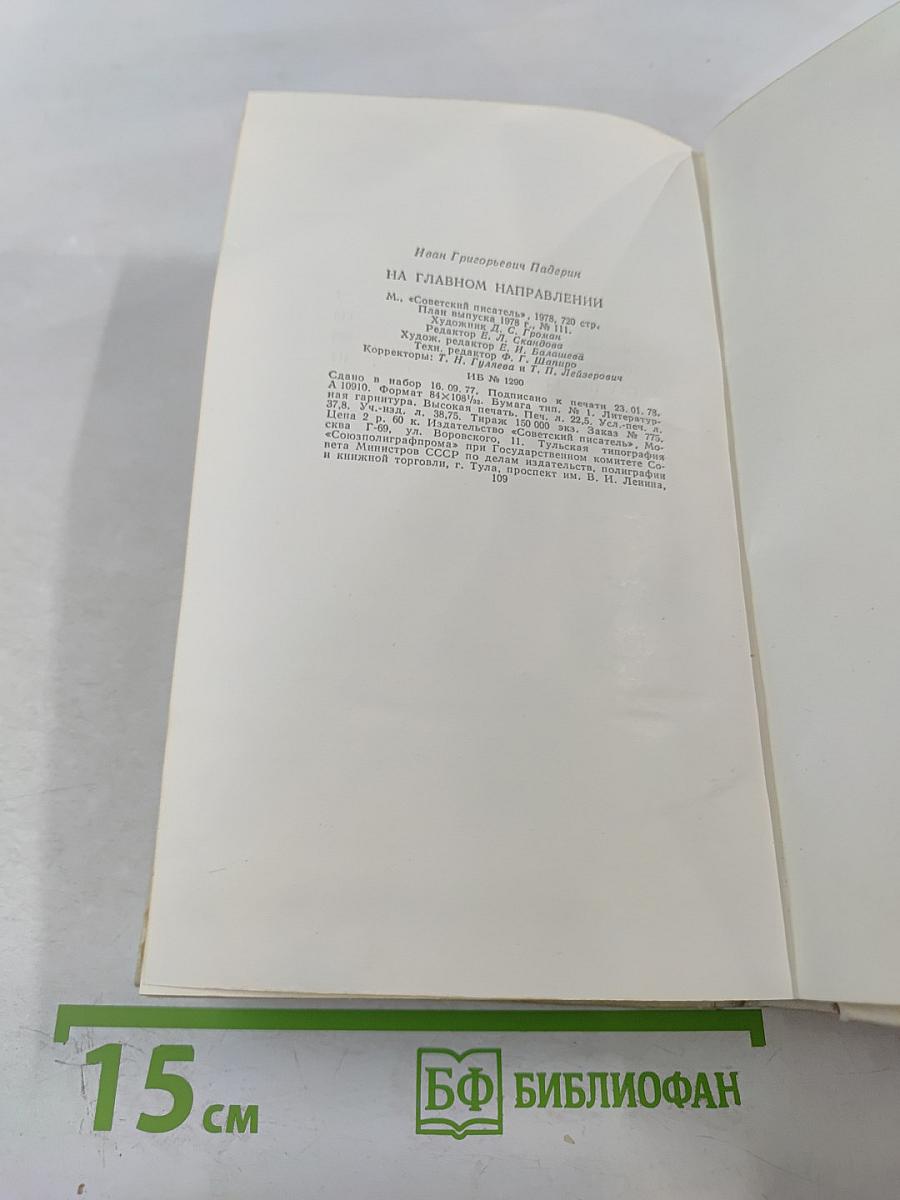 Иван Григорьевич Падерин
НА ГЛАВНОМ НАПРАВЛЕНИИ
М., «Советский писатель», 1978, 720 стр.
План выпуска 1978 г., № 111.
Художник Д. С. Громан
Редактор Е. Л. Скандова
Худож. редактор Е. И. Балашева
Техн. редактор Ф. Г. Шапиро
Корректоры: Т. Н. Гуляева и Т. П. Лейзерович
ИБ № 1290
Сдано в набор 16. 09. 77. Подписано к печати 23. 01. 78.
А 10910. Формат 84×108¹/₃₂. Бумага тип. № 1. Литератур-
ная гарнитура. Высокая печать. Печ. л. 22,5. Усл.-печ. л.
37,8. Уч.-изд. л. 38,75. Тираж 150 000 экз. Заказ № 775.
Цена 2 р. 60 к. Издательство «Советский писатель», Мо-
сква Г-69, ул. Воровского, 11. Тульская типография
«Союзполиграфпрома» при Государственном комитете Со-
вета Министров СССР по делам издательств, полиграфии
и книжной торговли, г. Тула, проспект им. В. И. Ленина,
109
15 см
БФ БИБЛИОФАН